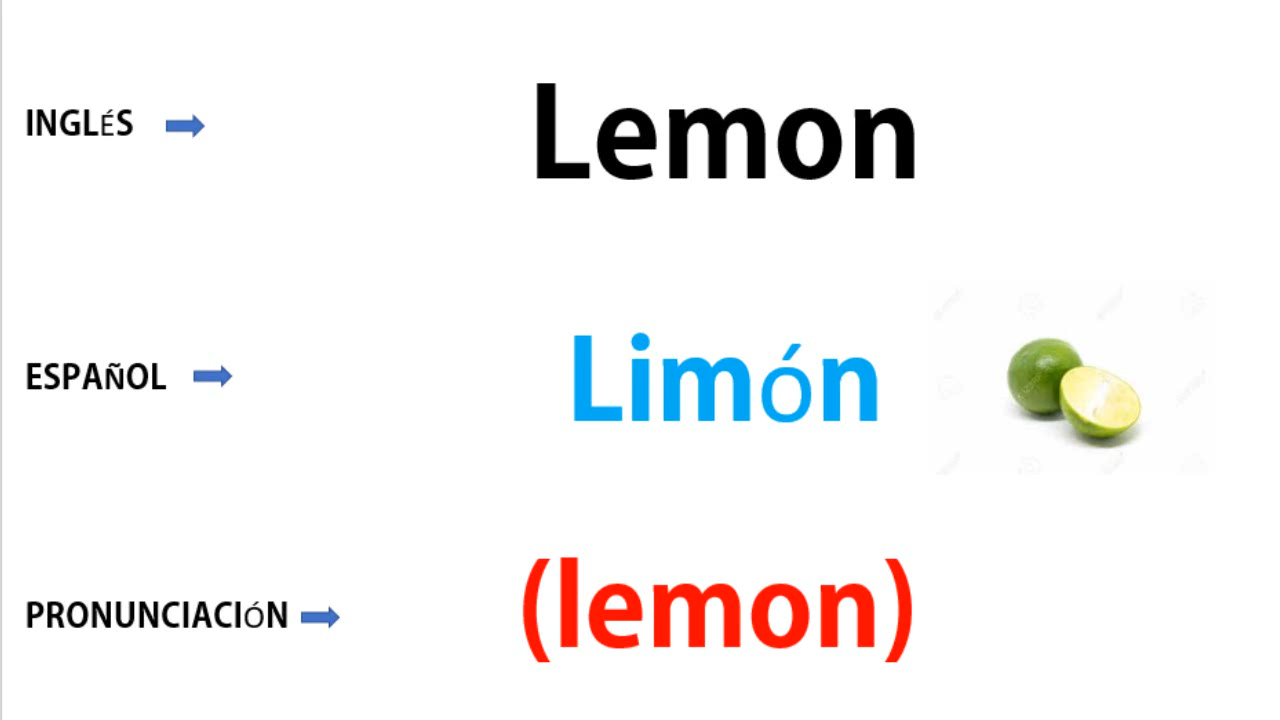 INGLÉS
Lemon
ESPAÑOL
Limón
PRONUNCIACIÓN
(lemon)